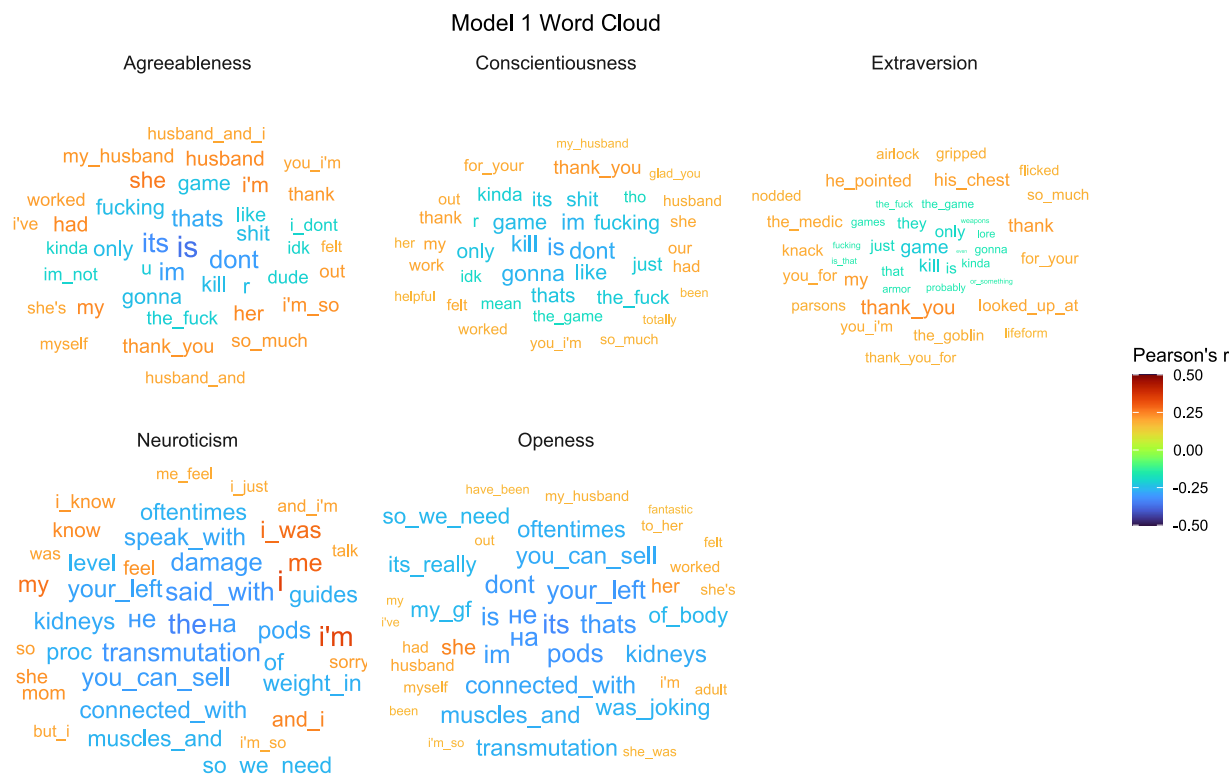 Model 1 Word Cloud
Agreeableness
husband_and_i
my_husband husband you_i'm
she game i'm
worked thank
fucking thats like
i've had shit i_dont
kinda only its is idk felt
dont
im_not u im dude out
kill r
she's my gonna her i'm_so
the_fuck
myself thank_you so_much
husband_and
Conscientiousness
my_husband
for_your thank_you glad_you
out kinda its shit tho husband
thank r game im fucking she
her my only kill is dont our
work idk gonna like just had
helpful felt mean thats the_fuck been
the_game totally
worked
you_i'm so_much
Extraversion
airlock gripped
he_pointed his_chest flicked
nodded so_much
the_fuck the_game
the_medic games they weapons thank
only lore
knack fucking just game even gonna for_your
is_that kill is kinda
you_for my that
armor probably or_something
parsons thank_you looked_up_at
you_i'm the_goblin lifeform
thank_you_for
Pearson's r
0.50
0.25
0.00
-0.25
-0.50
Neuroticism
me_feel
i_know i_just and_i'm
oftentimes
know speak_with i_was
was talk
level feel damage me
my your_left said_with i guides
kidneys не the на pods i'm
so proc transmutation of sorry
she you_can_sell weight_in
mom
connected_with and_i
but_i muscles_and i'm_so
so_we_need
Openess
have_been my_husband
so_we_need oftentimes fantastic
to_her
out you_can_sell felt
its_really worked
dont your_left her she's
my my_gf is не its thats of_body
i've на
had she im pods kidneys
husband
myself connected_with i'm adult
been muscles_and was_joking
i'm_so transmutation she_was